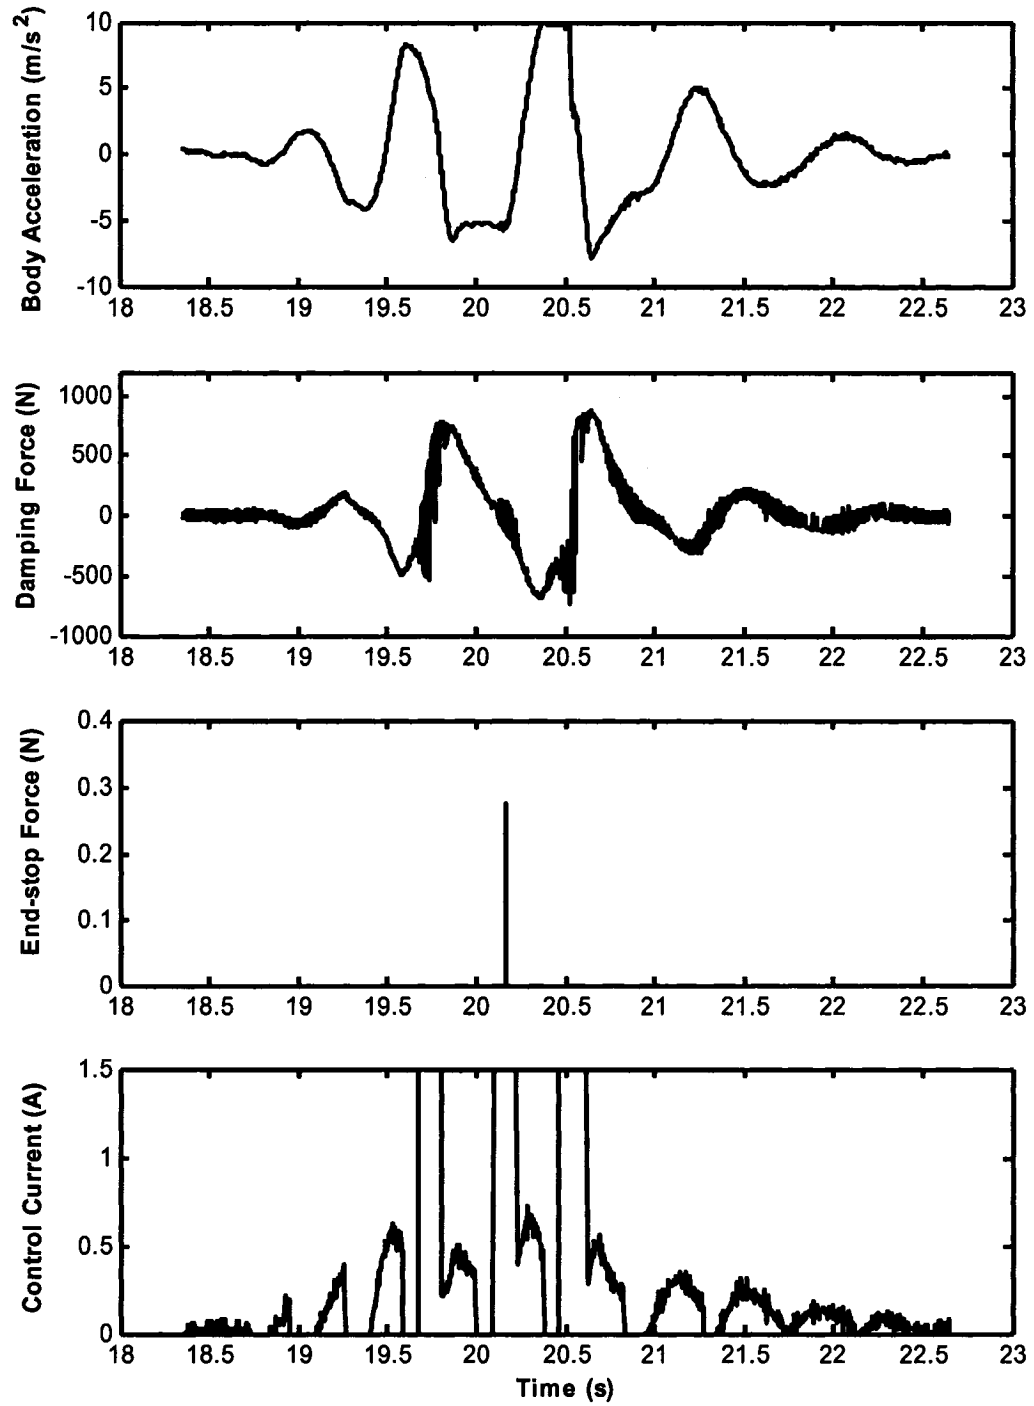 Body Acceleration (m/s²)
10
5
0
-5
-10
18 18.5 19 19.5 20 20.5 21 21.5 22 22.5 23
Damping Force (N)
1000
500
0
-500
-1000
18 18.5 19 19.5 20 20.5 21 21.5 22 22.5 23
End-stop Force (N)
0.4
0.3
0.2
0.1
0
18 18.5 19 19.5 20 20.5 21 21.5 22 22.5 23
Control Current (A)
1.5
1
0.5
0
18 18.5 19 19.5 20 20.5 21 21.5 22 22.5 23
Time (s)